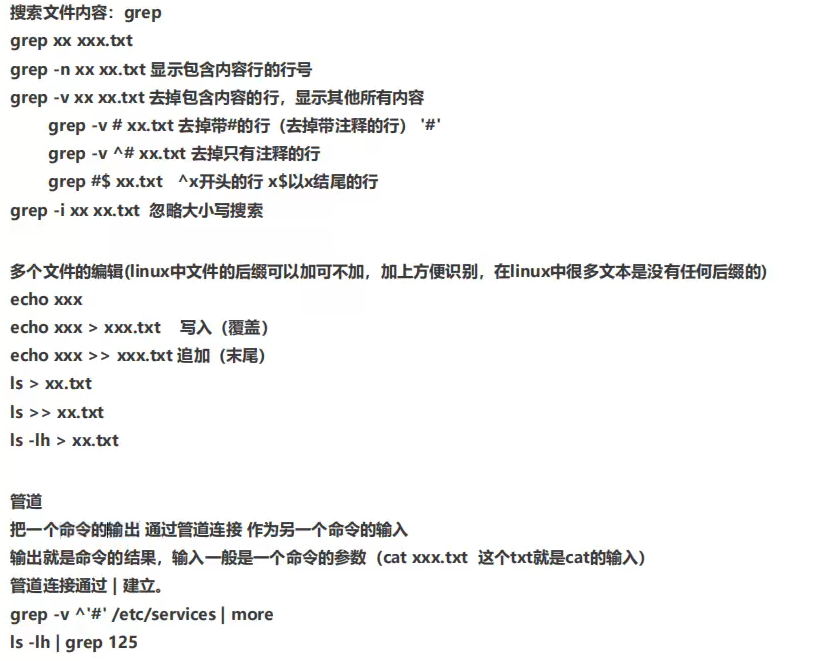 搜索文件内容：grep
grep xx xxx.txt
grep -n xx xx.txt 显示包含内容行的行号
grep -v xx xx.txt 去掉包含内容的行，显示其他所有内容
grep -v # xx.txt 去掉带#的行（去掉带注释的行） '#'
grep -v ^# xx.txt 去掉只有注释的行
grep #$ xx.txt ^x开头的行 x$以x结尾的行
grep -i xx xx.txt 忽略大小写搜索
多个文件的编辑(linux中文件的后缀可以加可不加，加上方便识别，在linux中很多文本是没有任何后缀的)
echo xxx
echo xxx > xxx.txt 写入（覆盖）
echo xxx >> xxx.txt 追加（末尾）
ls > xx.txt
ls >> xx.txt
ls -lh > xx.txt
管道
把一个命令的输出 通过管道连接 作为另一个命令的输入
输出就是命令的结果，输入一般是一个命令的参数（cat xxx.txt 这个txt就是cat的输入）
管道连接通过 | 建立。
grep -v ^'#' /etc/services | more
ls -lh | grep 125